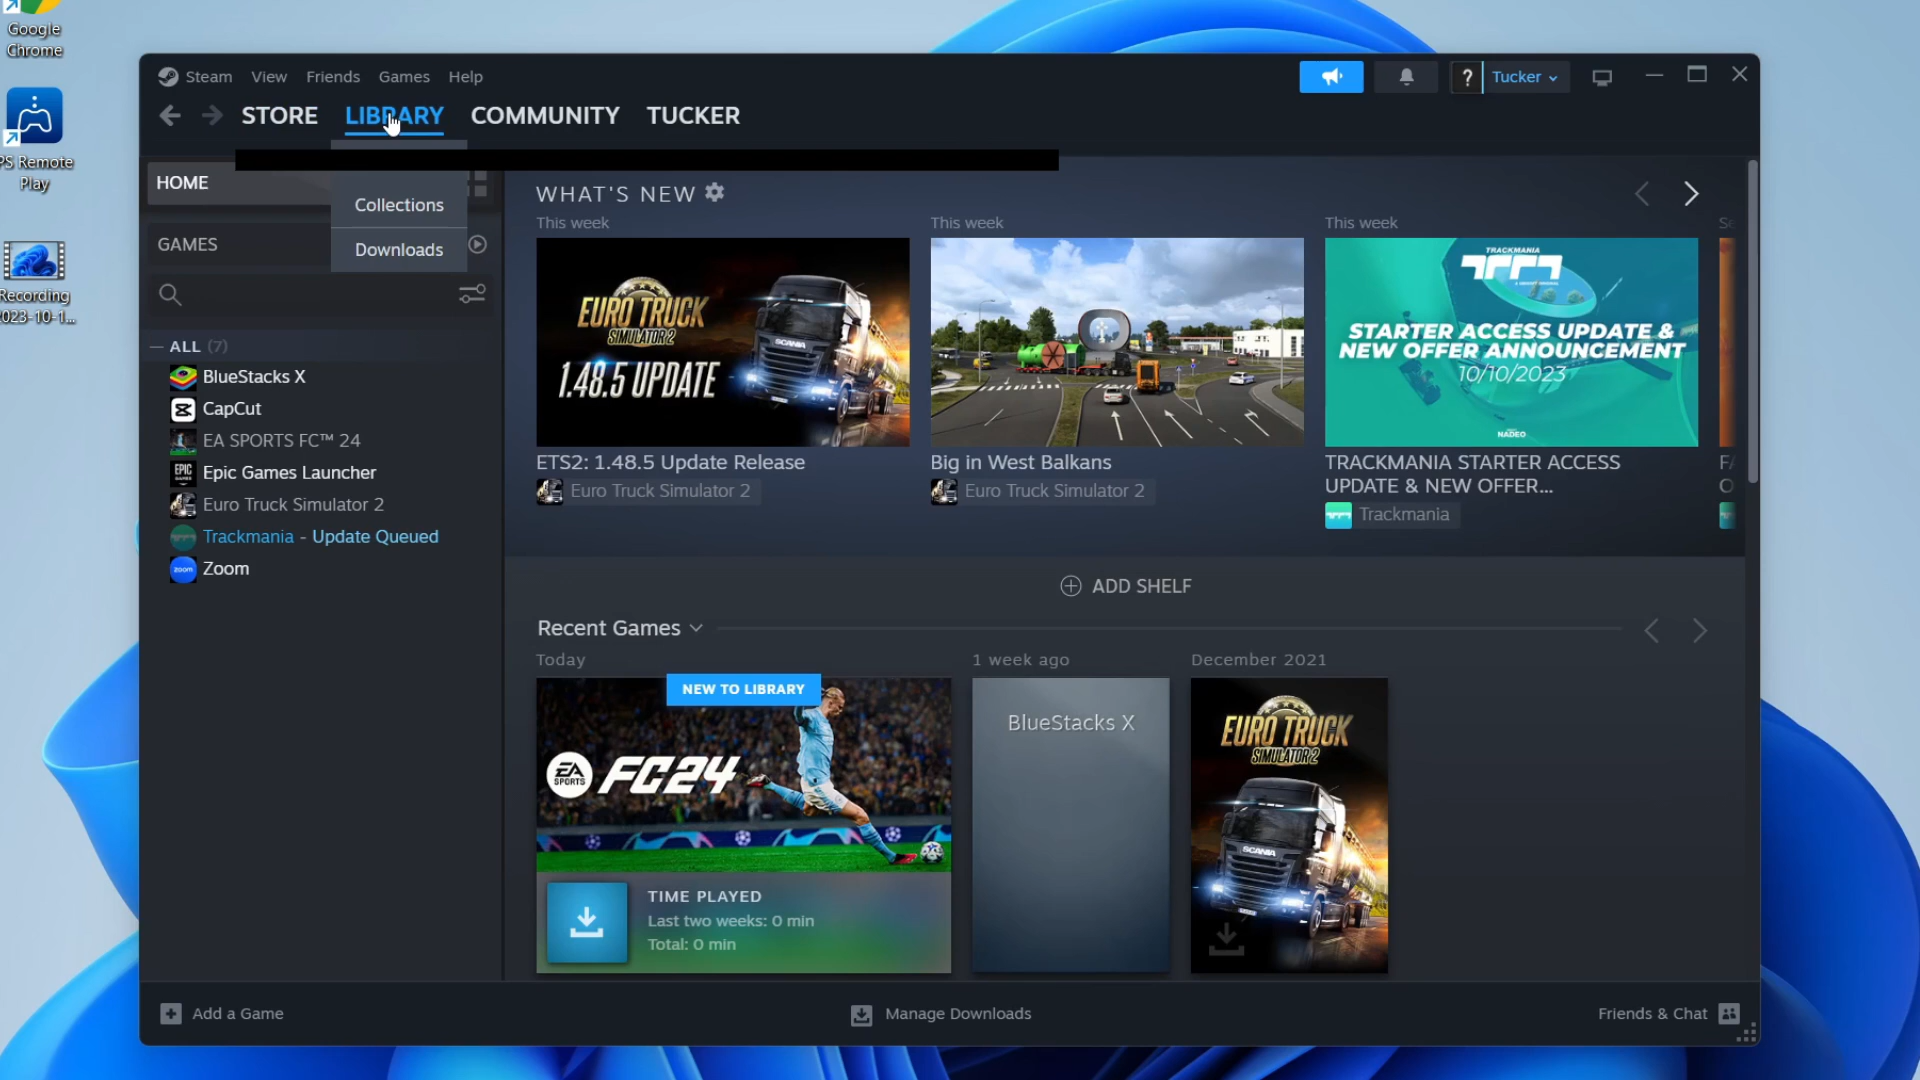 Google
Chrome
PS Remote
Play
Recording
2023-10-1...
Steam View Friends Games Help
? Tucker
STORE LIBRARY COMMUNITY TUCKER
HOME
Collections
GAMES
Downloads
— ALL (7)
BlueStacks X
CapCut
EA SPORTS FC™ 24
EPIC GAMES Epic Games Launcher
Euro Truck Simulator 2
Trackmania - Update Queued
zoom Zoom
WHAT'S NEW
This week
EURO TRUCK
SIMULATOR 2
1.48.5 UPDATE
SCANIA
ETS2: 1.48.5 Update Release
Euro Truck Simulator 2
This week
Big in West Balkans
Euro Truck Simulator 2
This week
TRACKMANIA
STARTER ACCESS UPDATE &
NEW OFFER ANNOUNCEMENT
10/10/2023
NADEO
TRACKMANIA STARTER ACCESS
UPDATE & NEW OFFER...
Trackmania
ADD SHELF
Recent Games
Today
NEW TO LIBRARY
EA
SPORTS
FC24
TIME PLAYED
Last two weeks: 0 min
Total: 0 min
1 week ago
BlueStacks X
December 2021
EURO TRUCK
SIMULATOR 2
SCANIA
Add a Game
Manage Downloads
Friends & Chat